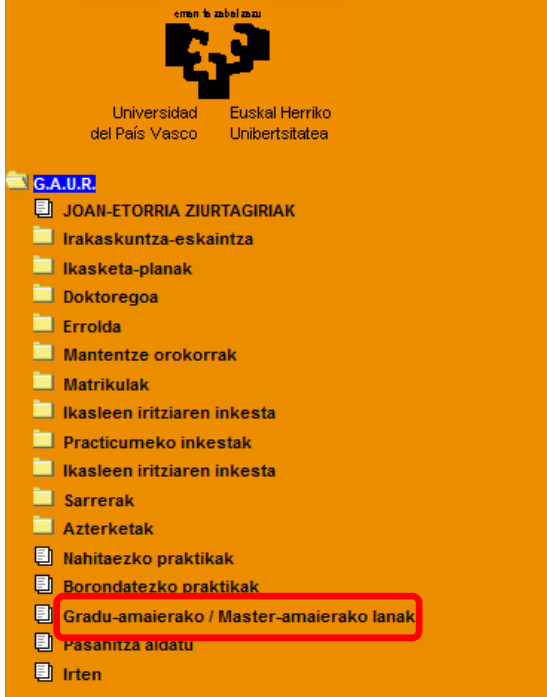 eman ta zabal zazu
Universidad Euskal Herriko
del País Vasco Unibertsitatea
G.A.U.R.
JOAN-ETORRIA ZIURTAGIRIAK
Irakaskuntza-eskaintza
Ikasketa-planak
Doktoregoa
Errolda
Mantentze orokorrak
Matrikulak
Ikasleen iritziaren inkesta
Practicumeko inkestak
Ikasleen iritziaren inkesta
Sarrerak
Azterketak
Nahitaezko praktikak
Borondatezko praktikak
Gradu-amaierako / Master-amaierako lanak
Pasahitza aldatu
Irten